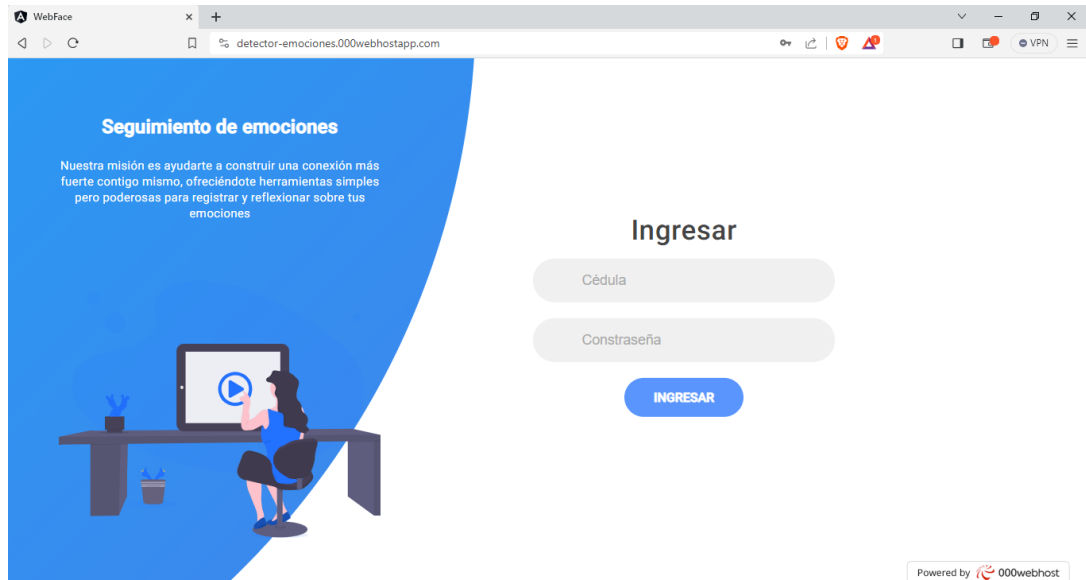 WebFace
detector-emociones.000webhostapp.com
VPN
Seguimiento de emociones
Nuestra misión es ayudarte a construir una conexión más
fuerte contigo mismo, ofreciéndote herramientas simples
pero poderosas para registrar y reflexionar sobre tus
emociones
Ingresar
Cédula
Constraseña
INGRESAR
Powered by 000webhost